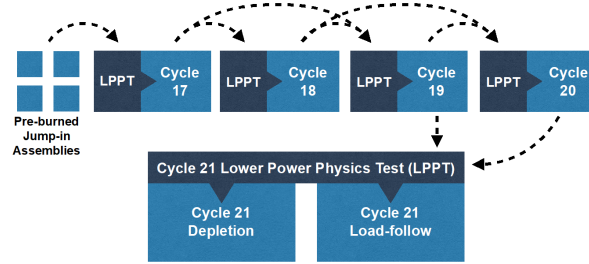 Pre-burned
Jump-in
Assemblies
LPPT
Cycle
17
LPPT
Cycle
18
LPPT
Cycle
19
LPPT
Cycle
20
Cycle 21 Lower Power Physics Test (LPPT)
Cycle 21
Depletion
Cycle 21
Load-follow